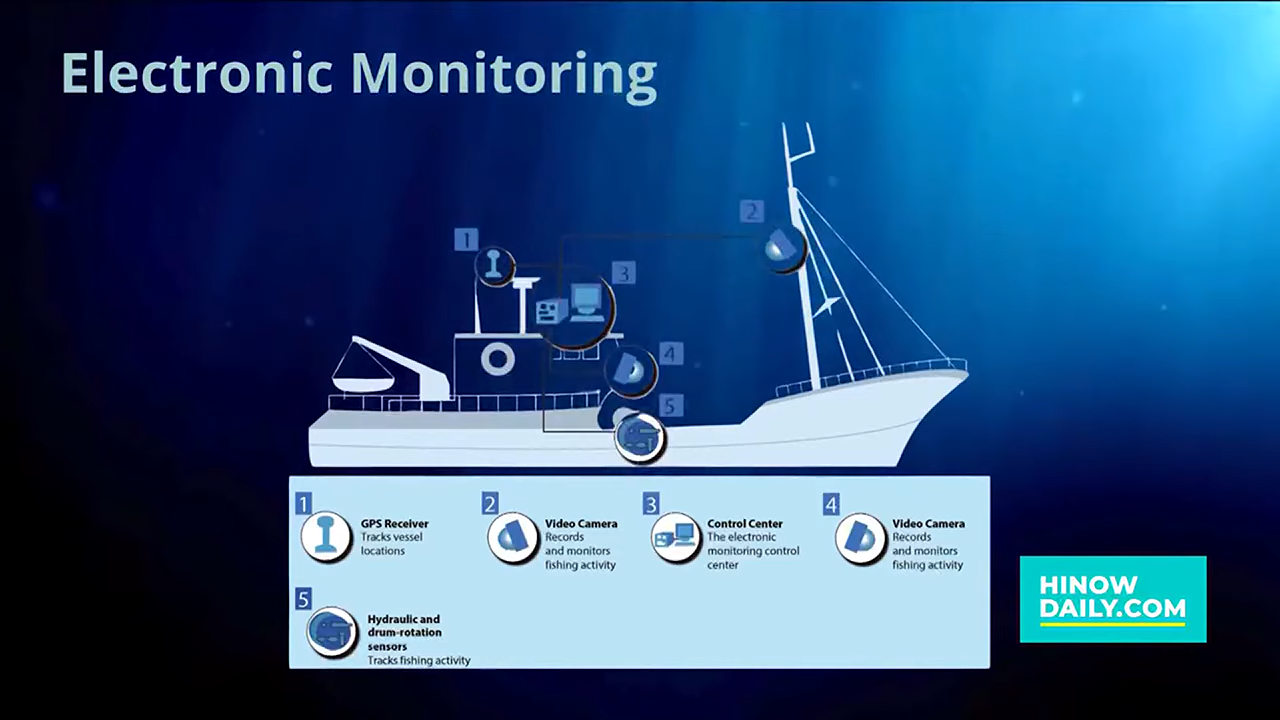 Electronic Monitoring
1
2
3
4
5
1
GPS Receiver
Tracks vessel
locations
2
Video Camera
Records
and monitors
fishing activity
3
Control Center
The electronic
monitoring control
center
4
Video Camera
Records
and monitors
fishing activity
5
Hydraulic and
drum-rotation
sensors
Tracks fishing activity
HINOW
DAILY.COM